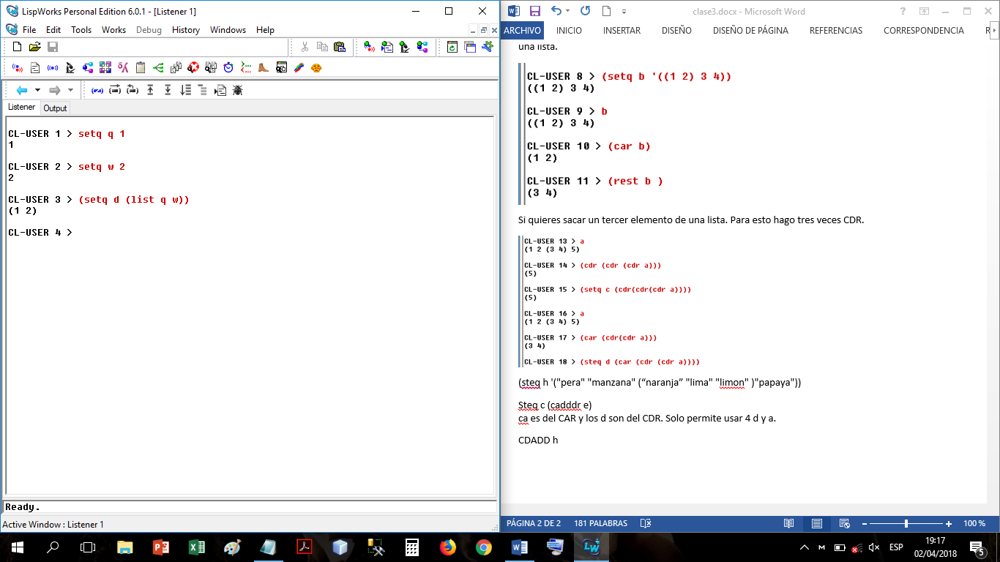 LispWorks Personal Edition 6.0.1 - [Listener 1]
File Edit Tools Works Debug History Windows Help
Listener Output
CL-USER 1 > setq q 1
1
CL-USER 2 > setq w 2
2
CL-USER 3 > (setq d (list q w))
(1 2)
CL-USER 4 >
Ready.
Active Window : Listener 1
clase3.docx - Microsoft Word
ARCHIVO INICIO INSERTAR DISEÑO DISEÑO DE PÁGINA REFERENCIAS CORRESPONDENCIA R
una lista.
CL-USER 8 > (setq b '((1 2) 3 4))
((1 2) 3 4)
CL-USER 9 > b
((1 2) 3 4)
CL-USER 10 > (car b)
(1 2)
CL-USER 11 > (rest b )
(3 4)
Si quieres sacar un tercer elemento de una lista. Para esto hago tres veces CDR.
CL-USER 13 > a
(1 2 (3 4) 5)
CL-USER 14 > (cdr (cdr (cdr a)))
(5)
CL-USER 15 > (setq c (cdr(cdr(cdr a))))
(5)
CL-USER 16 > a
(1 2 (3 4) 5)
CL-USER 17 > (car (cdr(cdr a)))
(3 4)
CL-USER 18 > (steq d (car (cdr (cdr a))))
(steq h '("pera" "manzana" (“naranja” "lima" "limon" )"papaya"))
Steq c (cadddr e)
ca es del CAR y los d son del CDR. Solo permite usar 4 d y a.
CDADD h
PÁGINA 2 DE 2 181 PALABRAS 100 %
ESP
19:17
02/04/2018
5